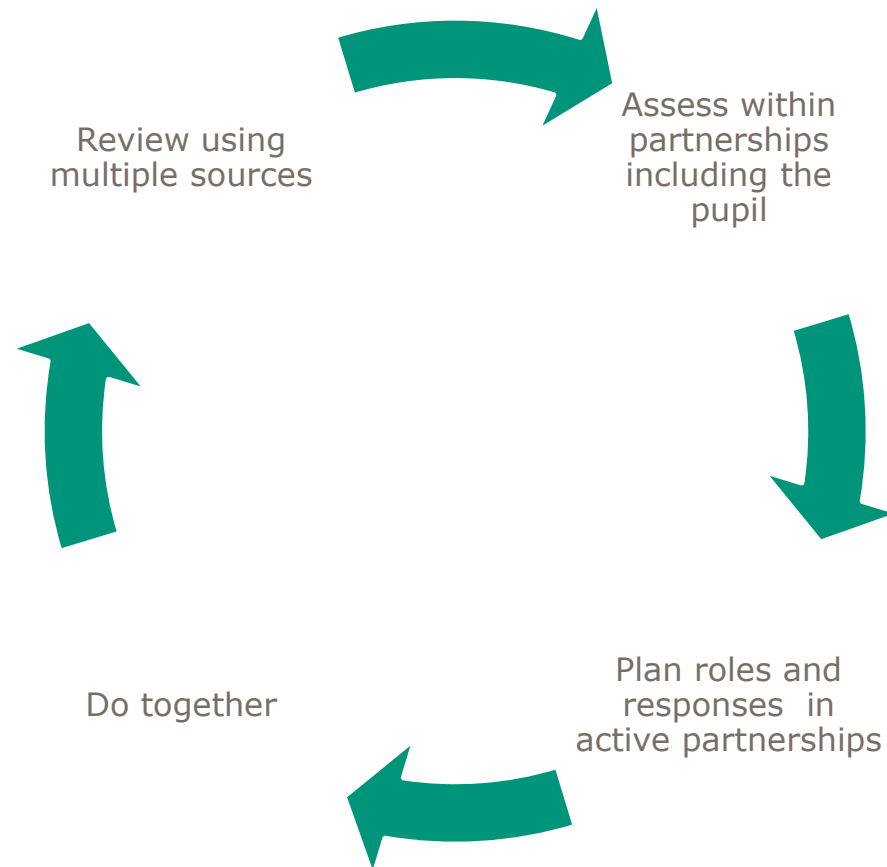 Review using
multiple sources
Assess within
partnerships
including the
pupil
Plan roles and
responses  in
active partnerships
Do together